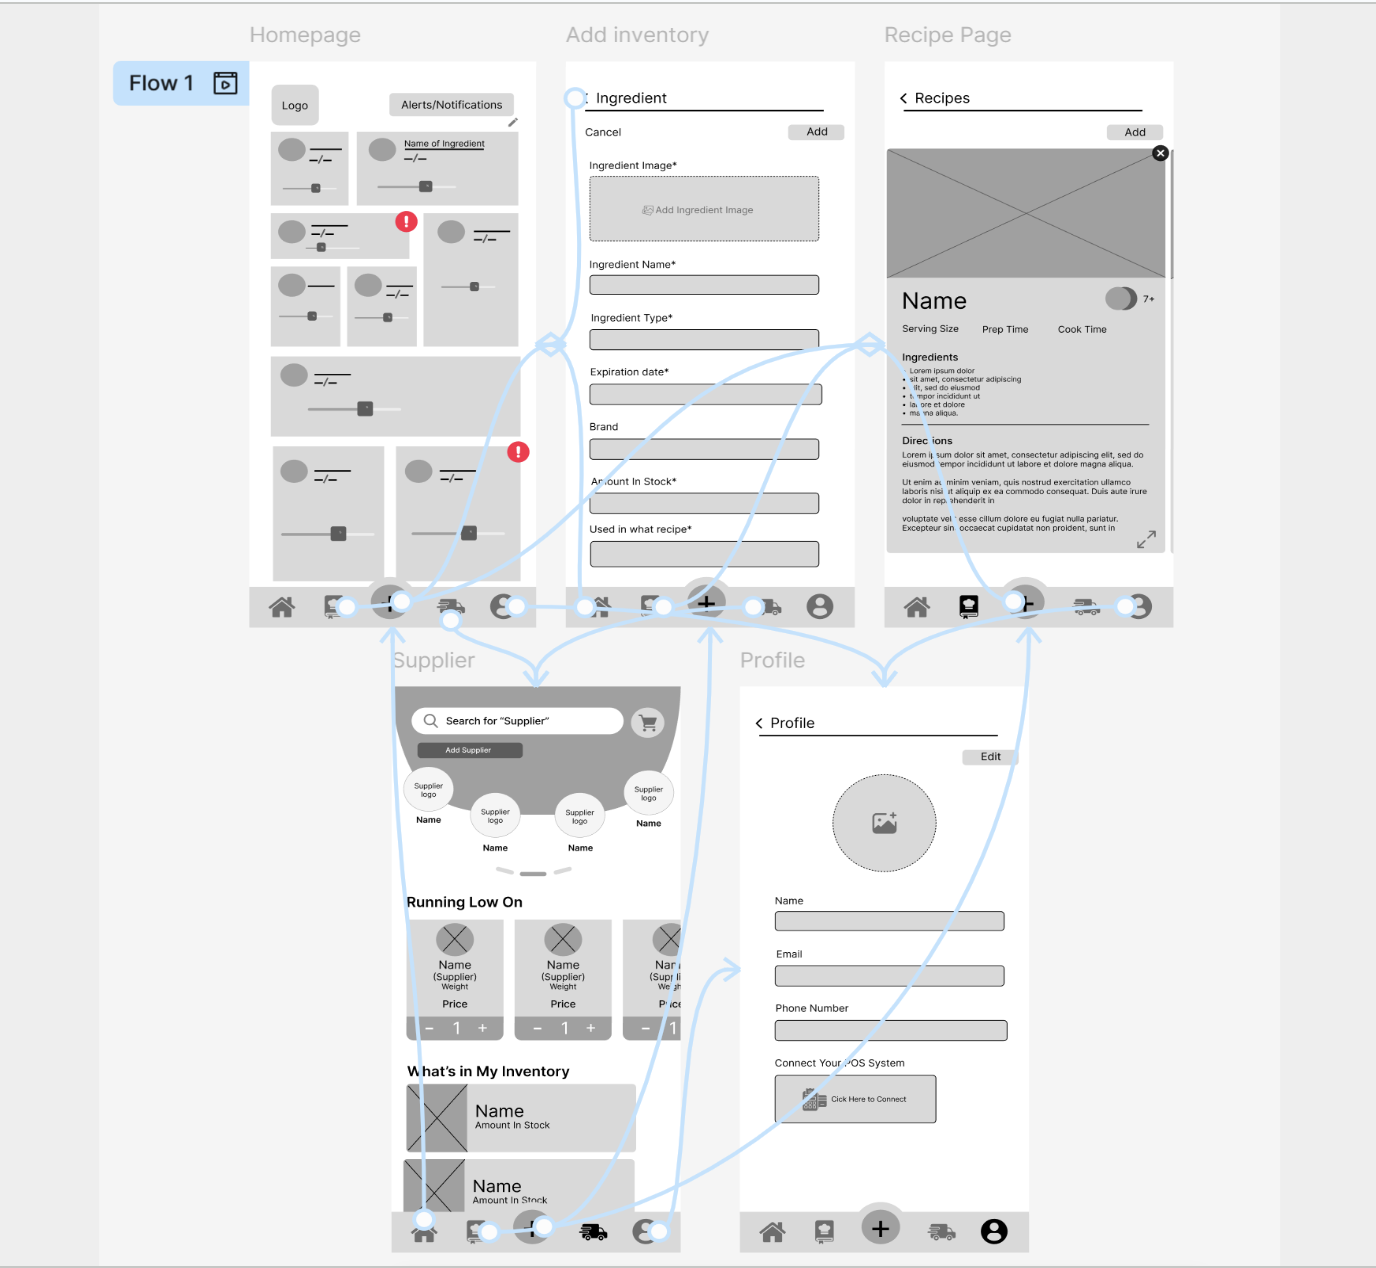 Homepage
Add inventory
Recipe Page
Flow 1
Logo
Alerts/Notifications
Name of Ingredient
—/—
—/—
!
—/—
—/—
—/—
—/—
!
—/—
—/—
Ingredient
Cancel
Add
Ingredient Image*
Add Ingredient Image
Ingredient Name*
Ingredient Type*
Expiration date*
Brand
Amount In Stock*
Used in what recipe*
+
< Recipes
Add
Name
7+
Serving Size
Prep Time
Cook Time
Ingredients
• Lorem ipsum dolor
• sit amet, consectetur adipiscing
• elit, sed do eiusmod
• tempor incididunt ut
• labore et dolore
• magna aliqua.
Directions
Lorem ipsum dolor sit amet, consectetur adipiscing elit, sed do
eiusmod tempor incididunt ut labore et dolore magna aliqua.
Ut enim ad minim veniam, quis nostrud exercitation ullamco
laboris nisi ut aliquip ex ea commodo consequat. Duis aute irure
dolor in reprehenderit in
voluptate velit esse cillum dolore eu fugiat nulla pariatur.
Excepteur sint occaecat cupidatat non proident, sunt in
Supplier
Search for "Supplier"
Add Supplier
Supplier
logo
Name
Supplier
logo
Name
Supplier
logo
Name
Supplier
logo
Name
Running Low On
Name
(Supplier)
Weight
Price
− 1 +
Name
(Supplier)
Weight
Price
− 1 +
− 1
What's in My Inventory
Name
Amount In Stock
Name
Amount In Stock
Profile
< Profile
Edit
Name
Email
Phone Number
Connect Your POS System
Cick Here to Connect
+